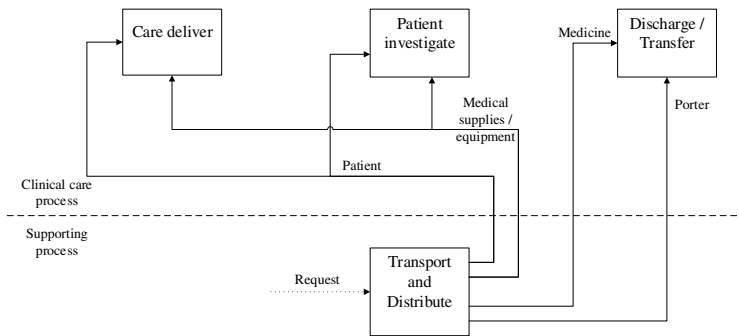 Care deliver
Patient
investigate
Discharge /
Transfer
Medicine
Medical
supplies /
equipment
Porter
Patient
Clinical care
process
Supporting
process
Request
Transport
and
Distribute